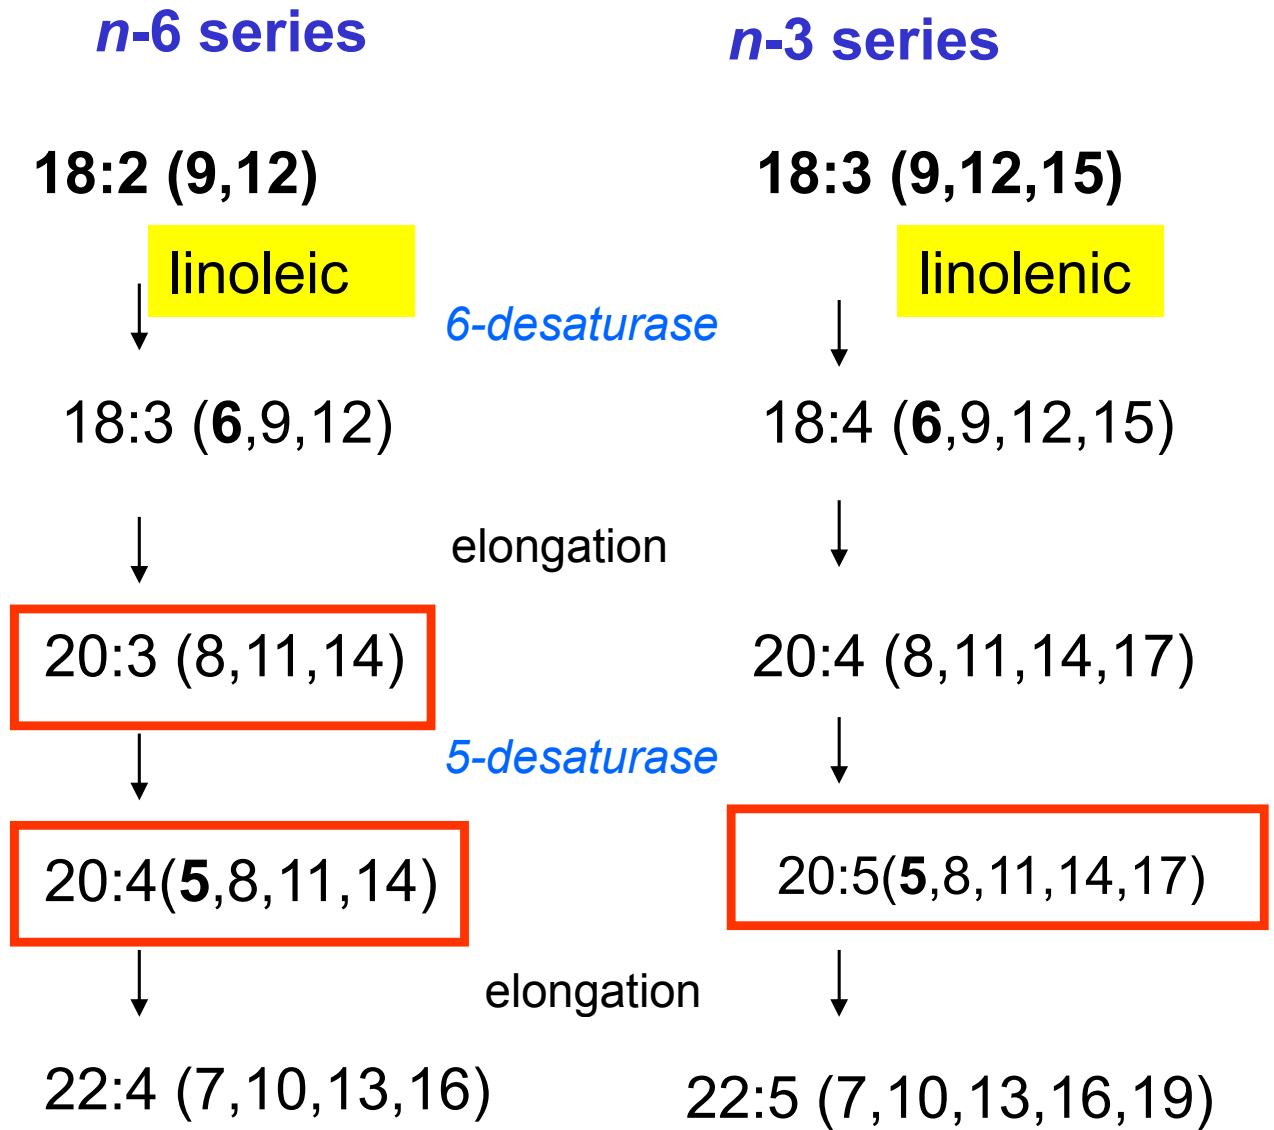 n-6 series
n-3 series
18:2 (9,12)
18:3 (9,12,15)
linoleic
linolenic
6-desaturase
18:3 (6,9,12)
18:4 (6,9,12,15)
elongation
20:3 (8,11,14)
20:4 (8,11,14,17)
5-desaturase
20:4(5,8,11,14)
20:5(5,8,11,14,17)
elongation
22:4 (7,10,13,16)
22:5 (7,10,13,16,19)